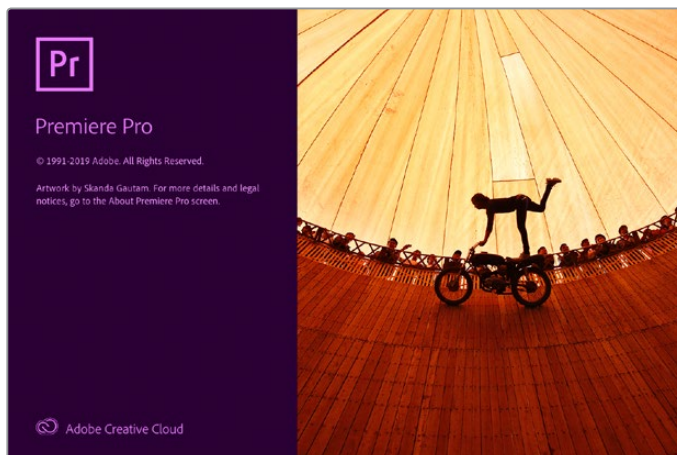 Pr
Premiere Pro
© 1991-2019 Adobe. All Rights Reserved.
Artwork by Skanda Gautam. For more details and legal
notices, go to the About Premiere Pro screen.
Adobe Creative Cloud